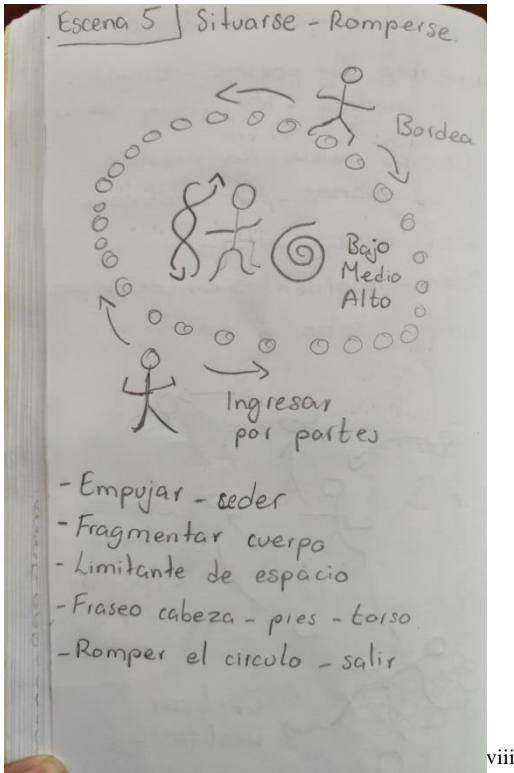 Escena 5 Situarse - Romperse.
Bordea
Bajo
Medio
Alto
Ingresar
por partes
- Empujar - seder
- Fragmentar cuerpo
- Limitante de espacio
- Fraseo cabeza - pies - torso
- Romper el circulo - salir
viii